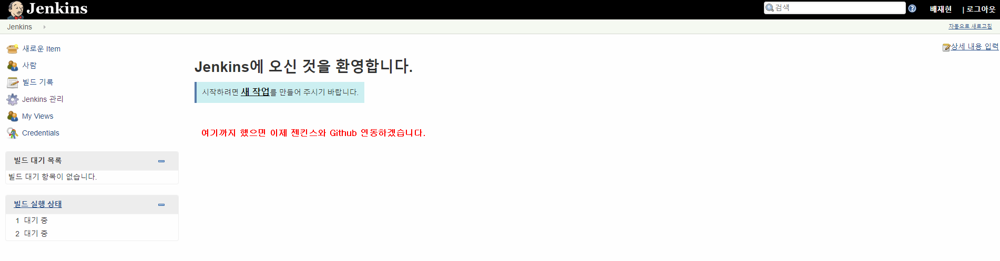 Jenkins
검색
배재현
| 로그아웃
Jenkins
자동으로 새로고침
상세 내용 입력
새로운 Item
사람
빌드 기록
Jenkins 관리
My Views
Credentials
빌드 대기 목록
빌드 대기 항목이 없습니다.
빌드 실행 상태
1 대기 중
2 대기 중
Jenkins에 오신 것을 환영합니다.
시작하려면 새 작업를 만들어 주시기 바랍니다.
여기까지 했으면 이제 젠킨스와 Github 연동하겠습니다.